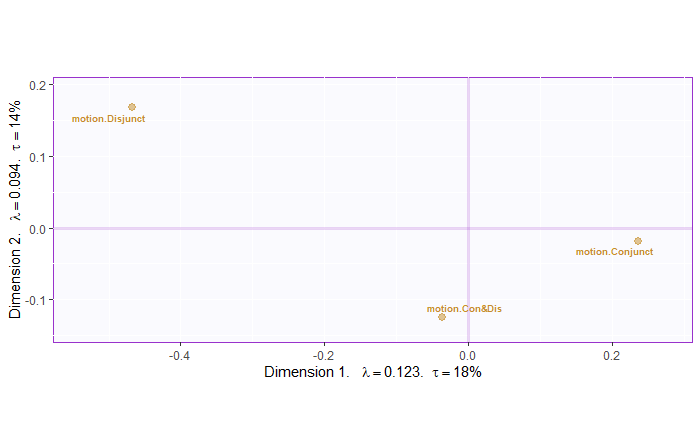 0.2
motion.Disjunct
0.1
0.0
motion.Conjunct
-0.1
motion.Con&Dis
-0.4 -0.2 0.0 0.2
Dimension 1. λ = 0.123. τ = 18%
Dimension 2. λ = 0.094. τ = 14%